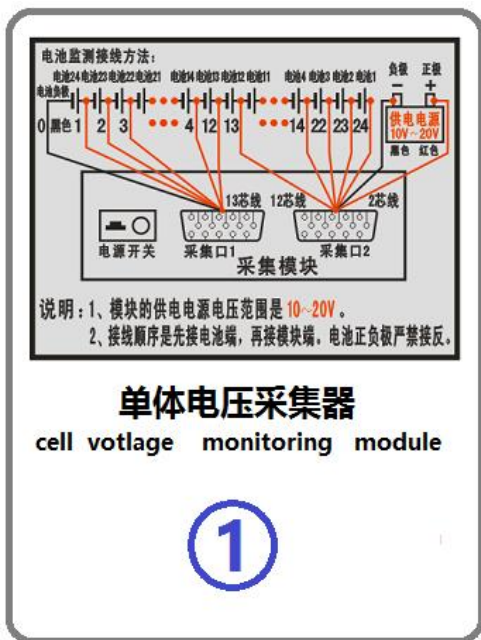 电池监测接线方法：
电池24 电池23 电池22 电池21 电池14 电池13 电池12 电池11 电池4 电池3 电池2 电池1
负极 正极
电池负极
- +
供电电源
10V～20V
0 黑色 1 2 3 4 12 13 14 22 23 24
黑色 红色
13芯线 12芯线 2芯线
电源开关 采集口1 采集口2
采集模块
说明：1、模块的供电电源电压范围是10~20V。
2、接线顺序是先接电池端，再接模块端。电池正负极严禁接反。
单体电压采集器
cell votlage monitoring module
1